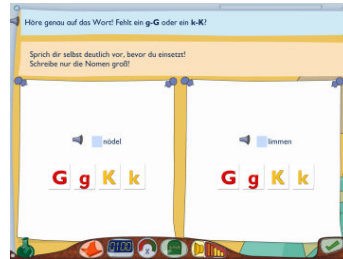 Höre genau auf das Wort! Fehlt ein g-G oder ein k-K?
Sprich dir selbst deutlich vor, bevor du einsetzt!
Schreibe nur die Nomen groß!
nödel
limmen
G g K k
G g K k